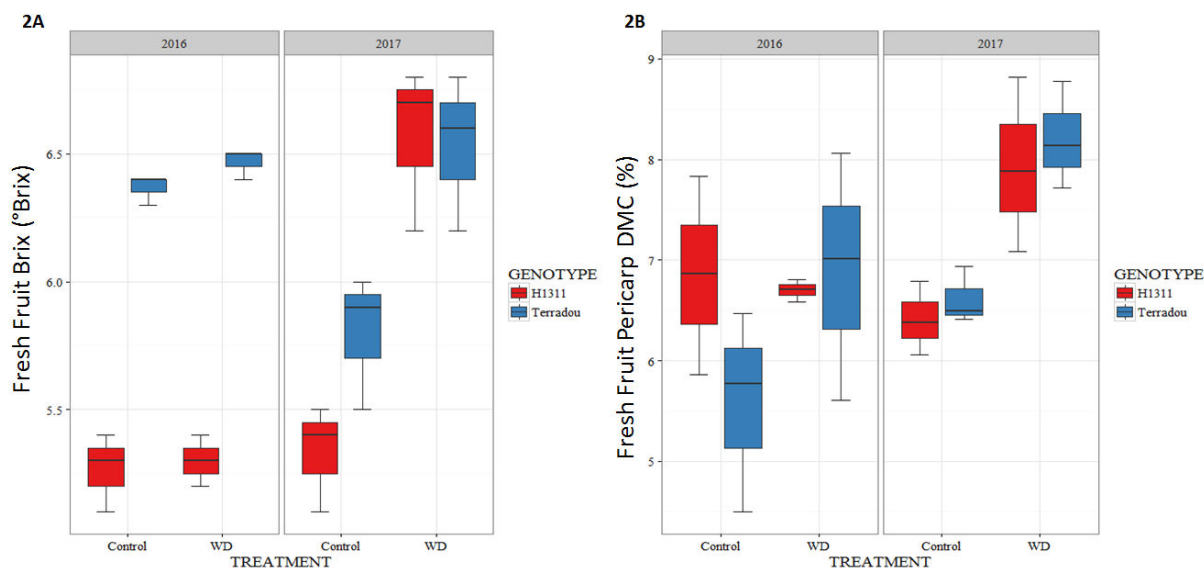 2A
2016 2017
Fresh Fruit Brix (°Brix)
6.5
6.0
5.5
Control WD Control WD
TREATMENT
GENOTYPE
H1311
Terradou
2B
2016 2017
Fresh Fruit Pericarp DMC (%)
9
8
7
6
5
Control WD Control WD
TREATMENT
GENOTYPE
H1311
Terradou